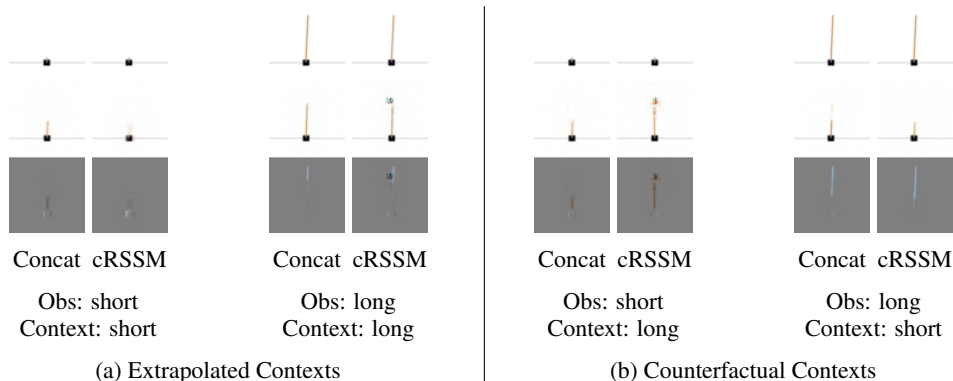 Concat cRSSM
Obs: short
Context: short
Concat cRSSM
Obs: long
Context: long
(a) Extrapolated Contexts
Concat cRSSM
Obs: short
Context: long
Concat cRSSM
Obs: long
Context: short
(b) Counterfactual Contexts